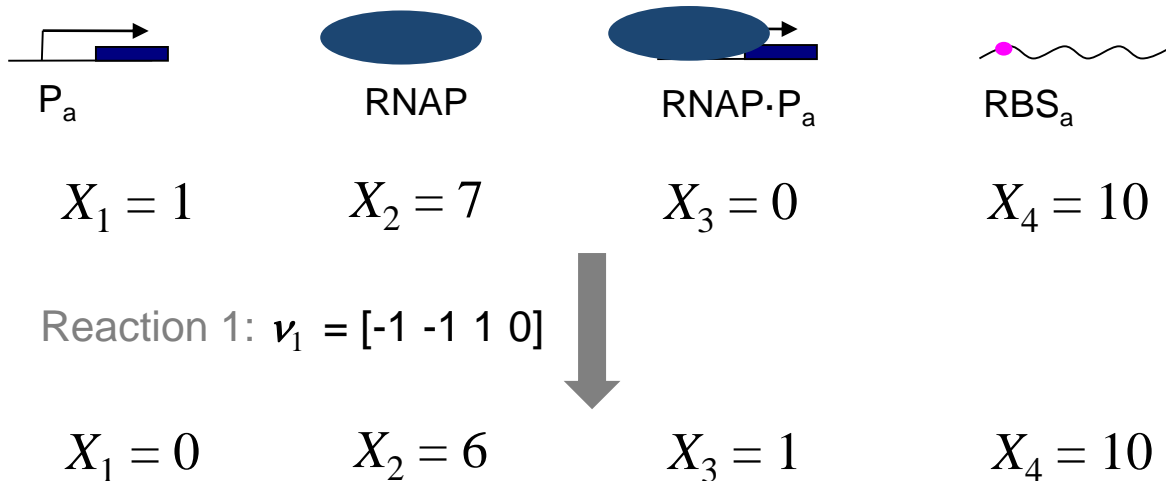 Pₐ RNAP RNAP·Pₐ RBSₐ
X₁ = 1 X₂ = 7 X₃ = 0 X₄ = 10
Reaction 1: ν₁ = [-1 -1 1 0]
X₁ = 0 X₂ = 6 X₃ = 1 X₄ = 10